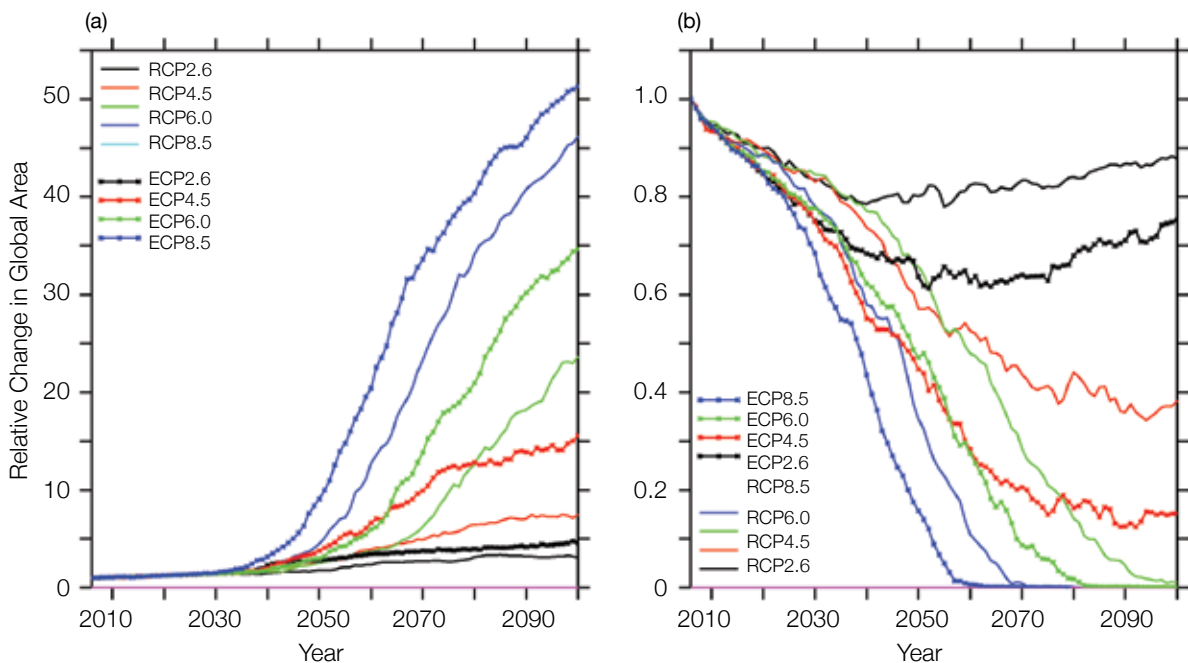 (a)
Relative Change in Global Area
50
40
30
20
10
0
RCP2.6
RCP4.5
RCP6.0
RCP8.5
ECP2.6
ECP4.5
ECP6.0
ECP8.5
2010 2030 2050 2070 2090
Year
(b)
1.0
0.8
0.6
0.4
0.2
0
ECP8.5
ECP6.0
ECP4.5
ECP2.6
RCP8.5
RCP6.0
RCP4.5
RCP2.6
2010 2030 2050 2070 2090
Year